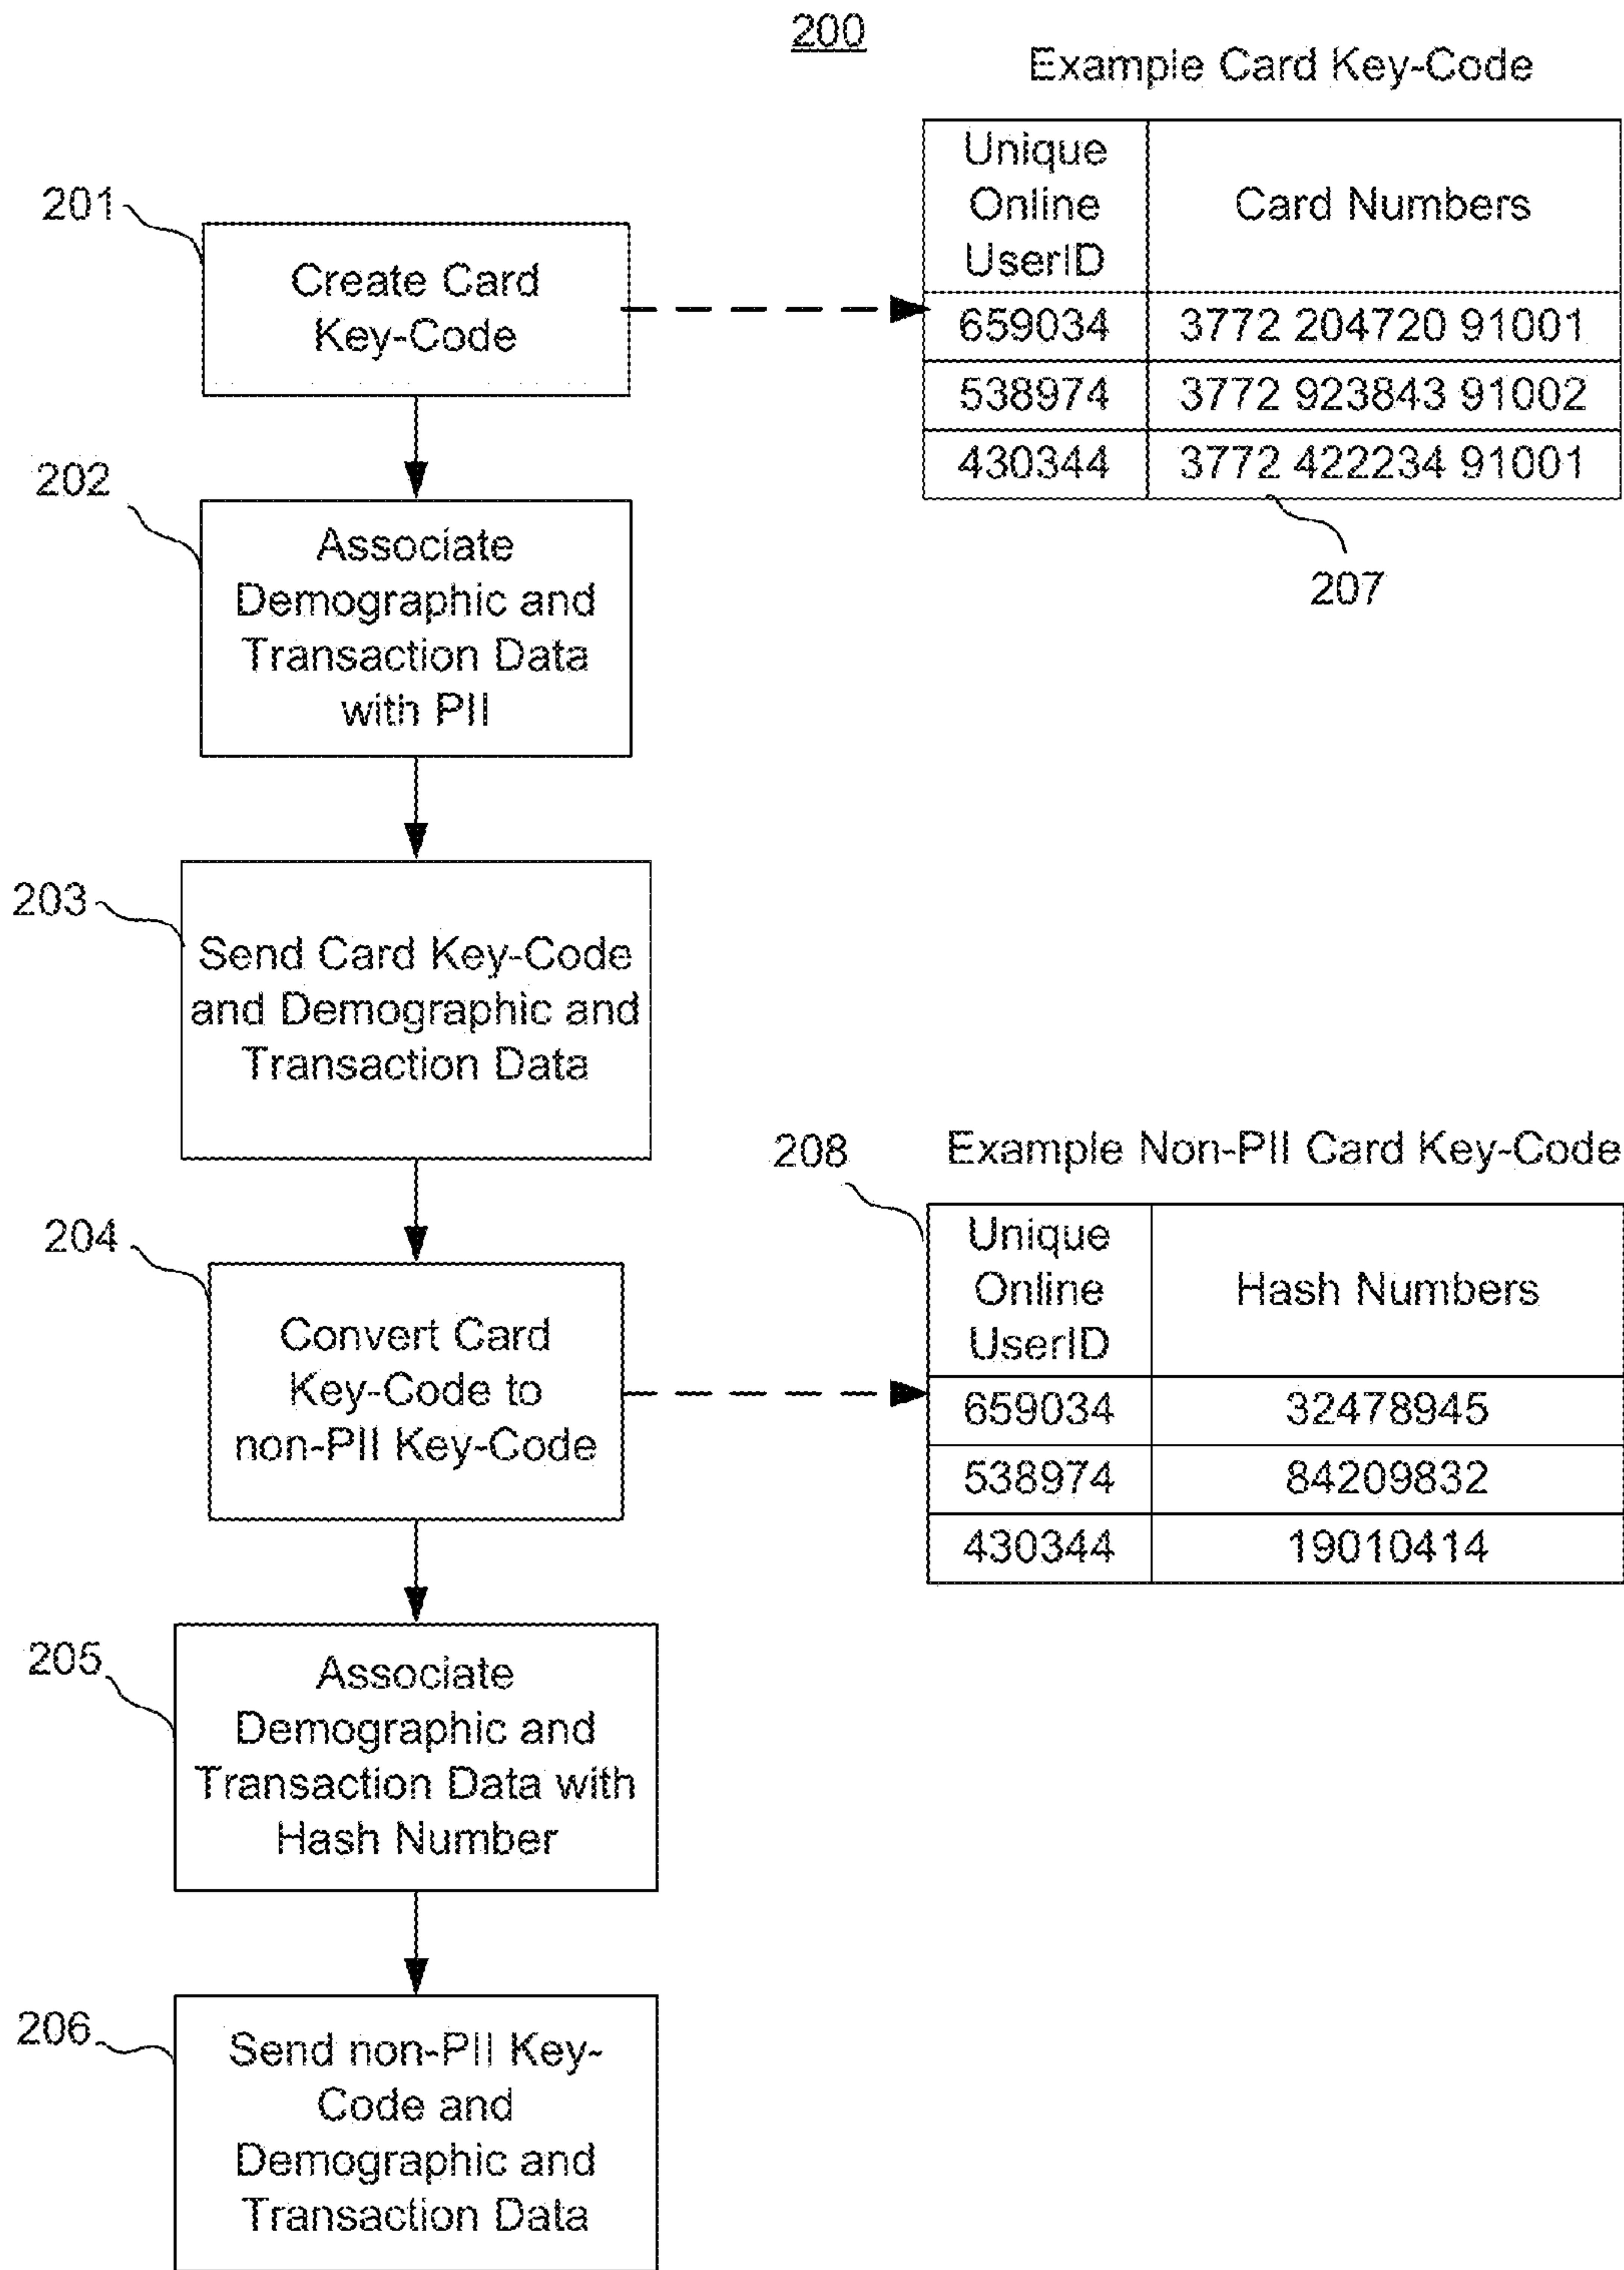 200
201
Create Card
Key-Code
202
Associate
Demographic and
Transaction Data
with PII
203
Send Card Key-Code
and Demographic and
Transaction Data
204
Convert Card
Key-Code to
non-PII Key-Code
205
Associate
Demographic and
Transaction Data with
Hash Number
206
Send non-PII Key-
Code and
Demographic and
Transaction Data
Example Card Key-Code
Unique
Online
UserID
Card Numbers
659034 3772 204720 91001
538974 3772 923843 91002
430344 3772 422234 91001
207
208
Example Non-PII Card Key-Code
Unique
Online
UserID
Hash Numbers
659034 32478945
538974 84209832
430344 19010414